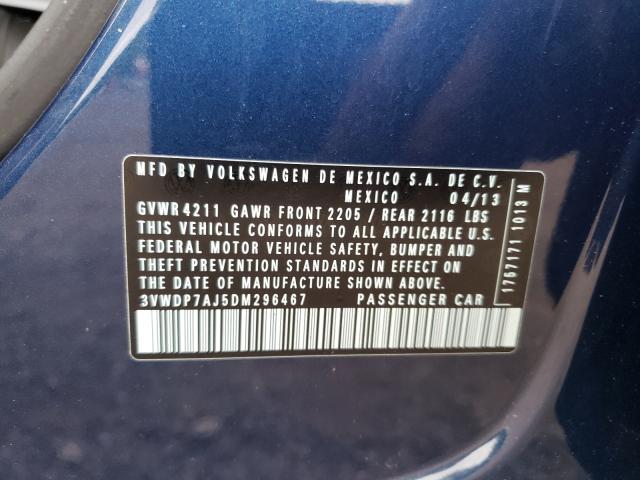 MFD BY VOLKSWAGEN DE MEXICO S.A. DE C.V.
MEXICO 04/13
GVWR 4211 GAWR FRONT 2205 / REAR 2116 LBS
THIS VEHICLE CONFORMS TO ALL APPLICABLE U.S.
FEDERAL MOTOR VEHICLE SAFETY, BUMPER AND
THEFT PREVENTION STANDARDS IN EFFECT ON
THE DATE OF MANUFACTURE SHOWN ABOVE.
3VWDP7AJ5DM296467 PASSENGER CAR
1767171 1013 M